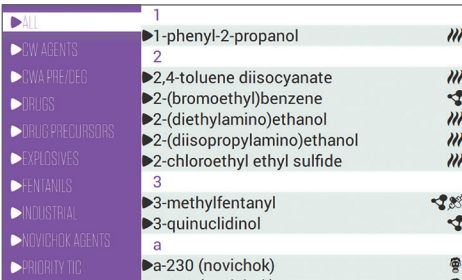 ALL
CW AGENTS
CWA PRE/DEG
DRUGS
DRUG PRECURSORS
EXPLOSIVES
FENTANILS
INDUSTRIAL
NOVICHOK AGENTS
PRIORITY TIC
1
1-phenyl-2-propanol
2
2,4-toluene diisocyanate
2-(bromoethyl)benzene
2-(diethylamino)ethanol
2-(diisopropylamino)ethanol
2-chloroethyl ethyl sulfide
3
3-methylfentanyl
3-quinuclidinol
a
a-230 (novichok)